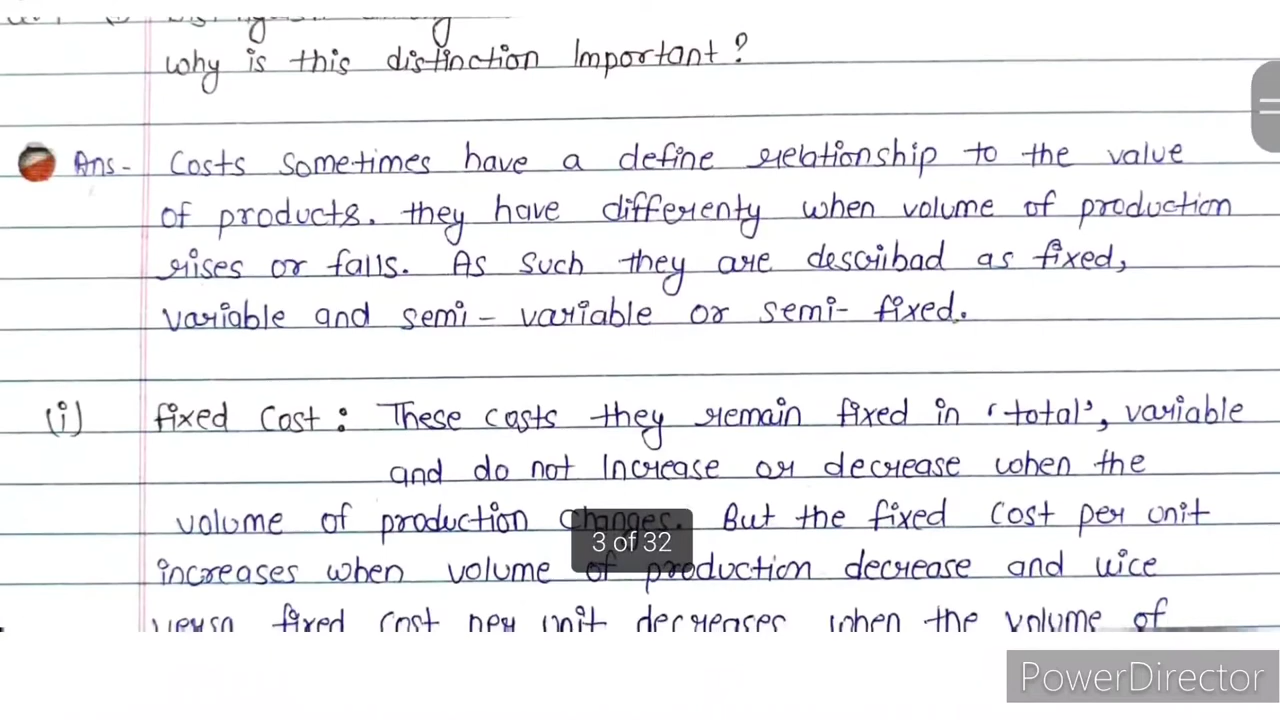 why is this distinction Important?
Ans - Costs sometimes have a define relationship to the value
of products. they have differenty when volume of production
rises or falls. As such they are describad as fixed,
variable and semi - variable or semi- fixed.
(i) fixed Cost : These costs they remain fixed in 'total', variable
and do not Increase or decrease when the
volume of production changes. But the fixed Cost per unit
3 of 32
increases when volume of production decrease and vice
versa fixed cost per unit decreases when the volume of
PowerDirector